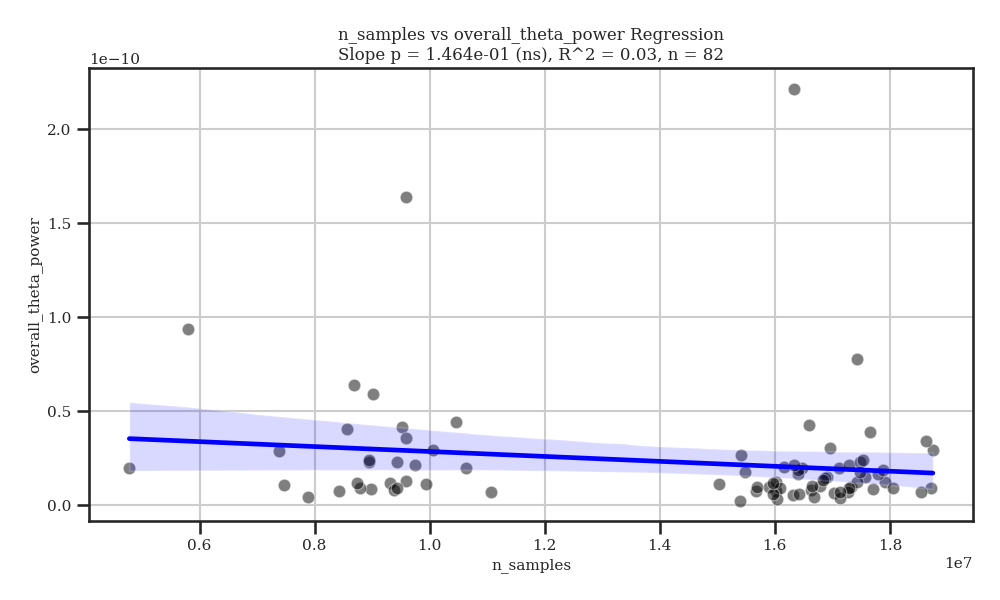 n_samples vs overall_theta_power Regression
Slope p = 1.464e-01 (ns), R^2 = 0.03, n = 82
1e−10
2.0
1.5
1.0
0.5
0.0
overall_theta_power
0.6 0.8 1.0 1.2 1.4 1.6 1.8
n_samples
1e7